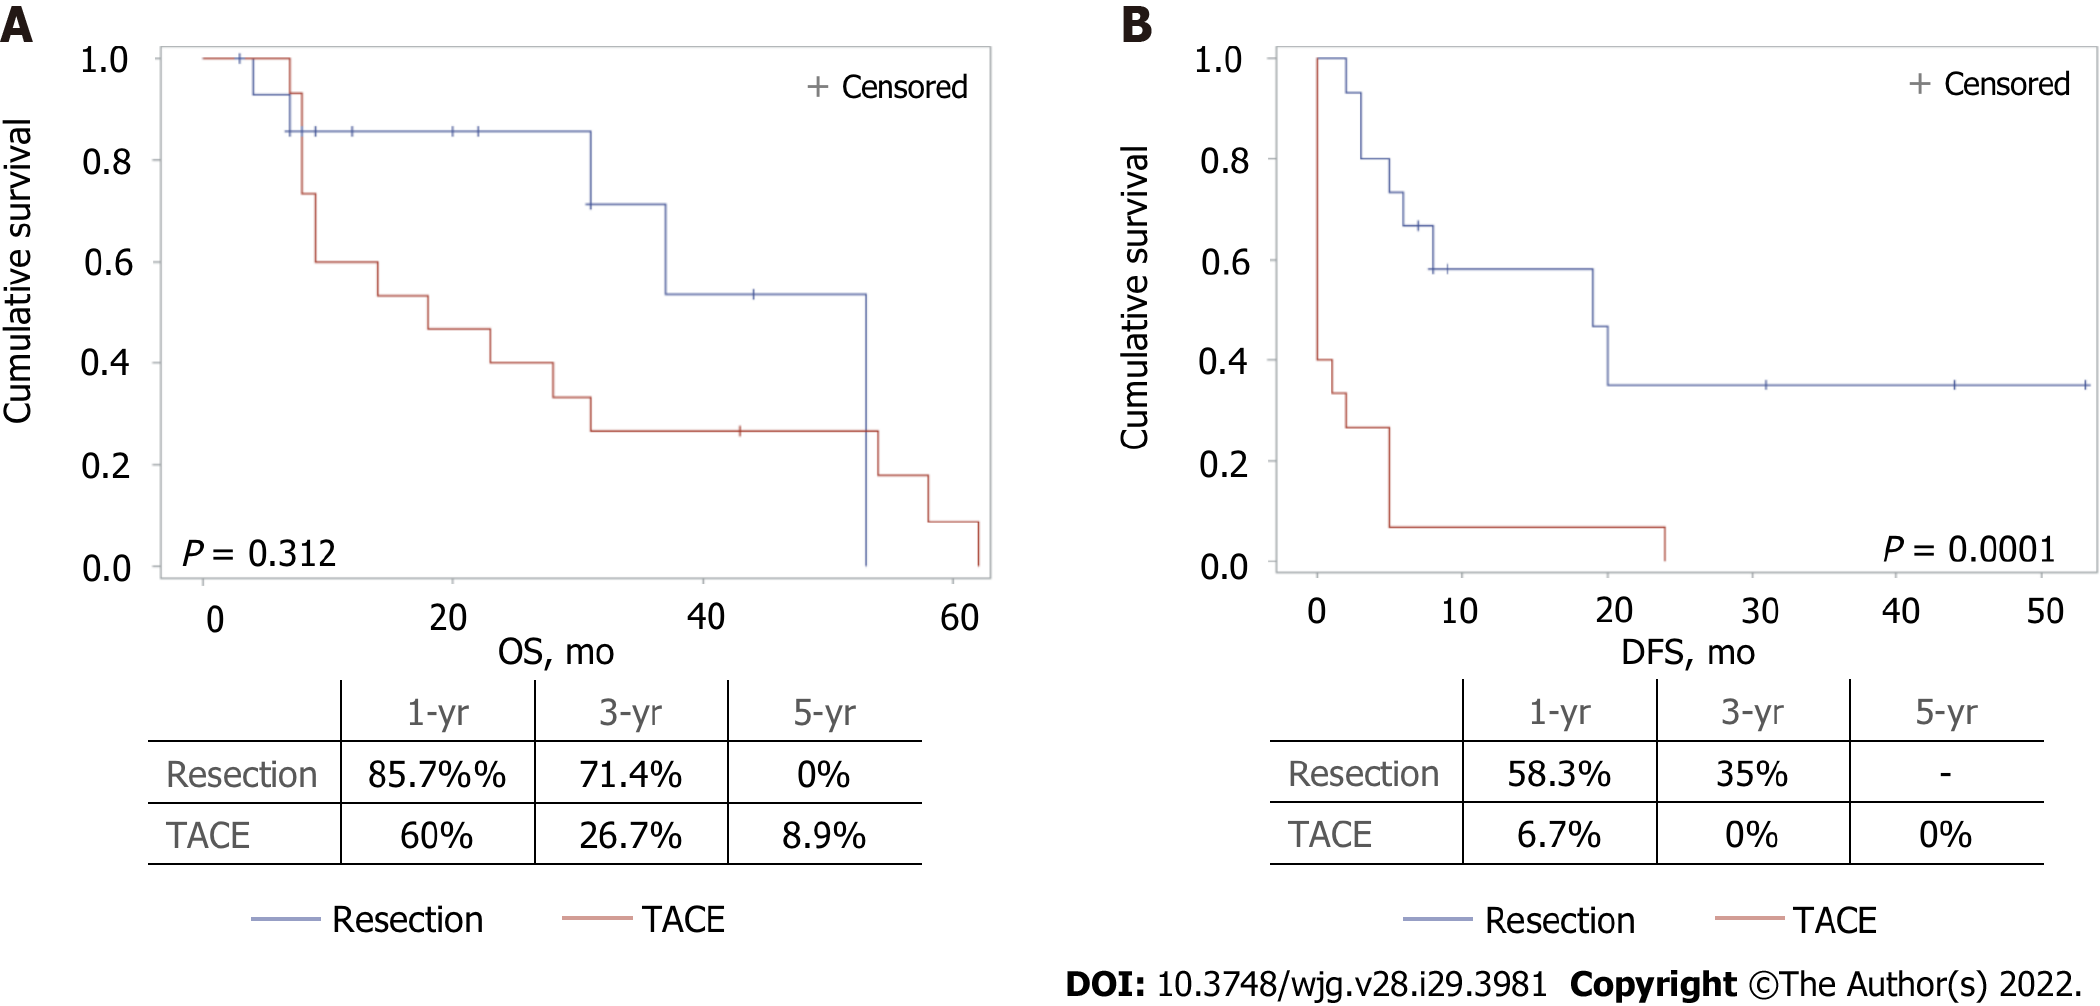 A
1.0
0.8
0.6
0.4
0.2
0.0
Cumulative survival
+ Censored
P = 0.312
0 20 40 60
OS, mo
1-yr 3-yr 5-yr
Resection 85.7%% 71.4% 0%
TACE 60% 26.7% 8.9%
Resection TACE
B
1.0
0.8
0.6
0.4
0.2
0.0
Cumulative survival
+ Censored
P = 0.0001
0 10 20 30 40 50
DFS, mo
1-yr 3-yr 5-yr
Resection 58.3% 35% -
TACE 6.7% 0% 0%
Resection TACE
DOI: 10.3748/wjg.v28.i29.3981 Copyright ©The Author(s) 2022.